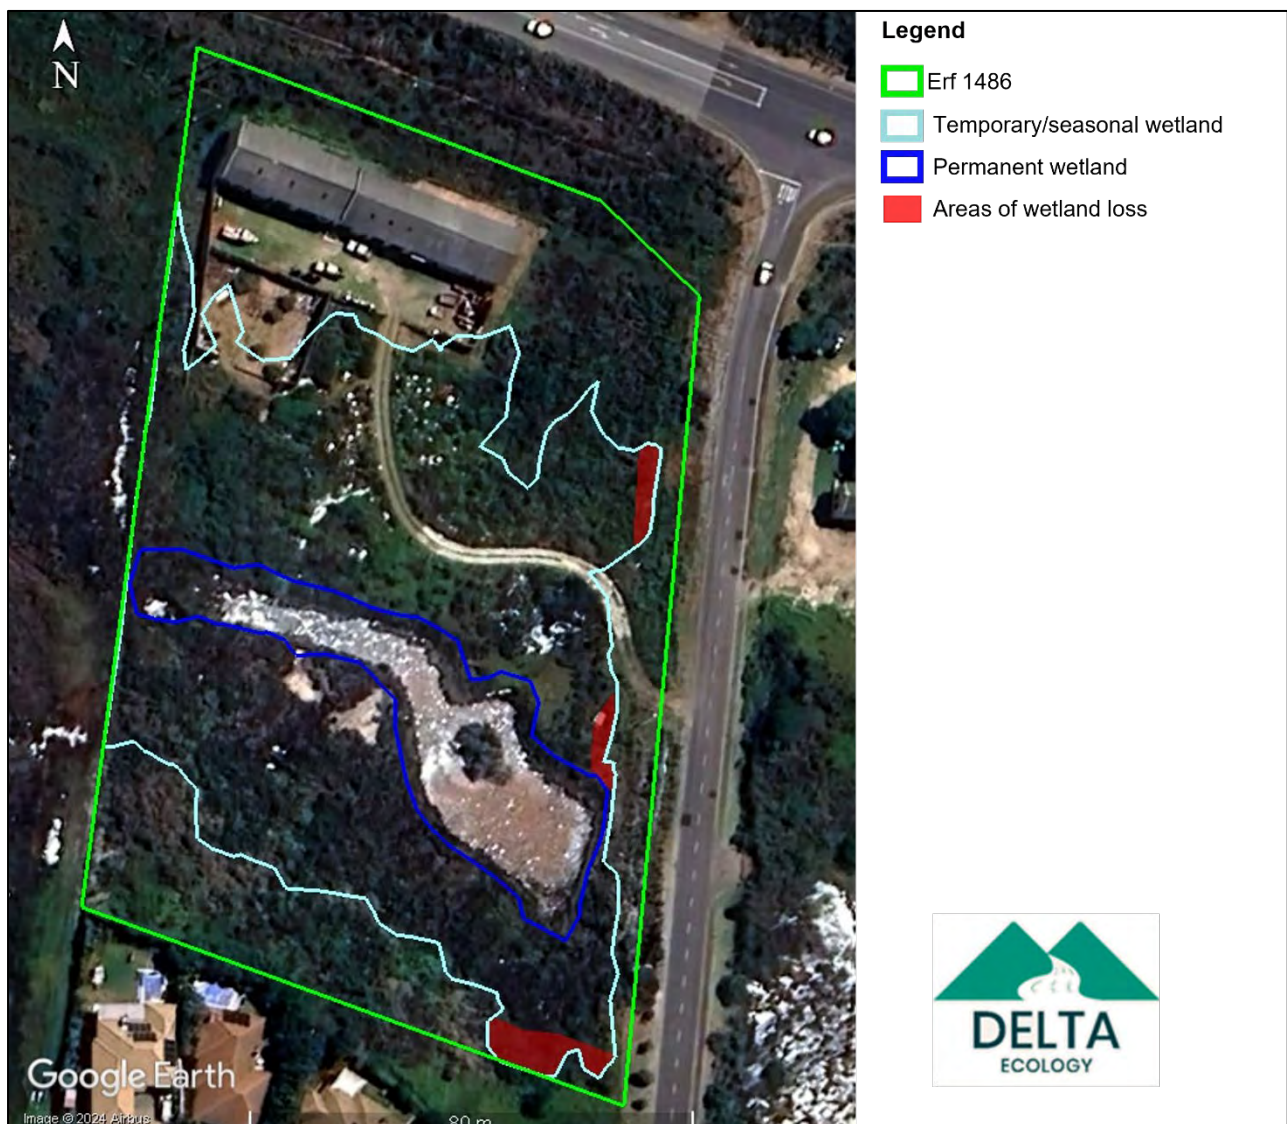 N
Legend
Erf 1486
Temporary/seasonal wetland
Permanent wetland
Areas of wetland loss
DELTA
ECOLOGY
Google Earth
Image © 2024 Airbus
80 m